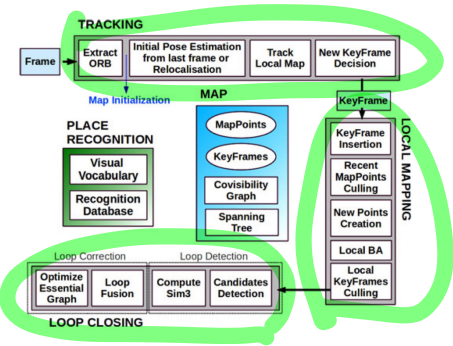 TRACKING
Frame
Extract
ORB
Initial Pose Estimation
from last frame or
Relocalisation
Track
Local Map
New KeyFrame
Decision
Map Initialization
MAP
KeyFrame
PLACE
RECOGNITION
Visual
Vocabulary
Recognition
Database
MapPoints
KeyFrames
Covisibility
Graph
Spanning
Tree
LOCAL MAPPING
KeyFrame
Insertion
Recent
MapPoints
Culling
New Points
Creation
Local BA
Local
KeyFrames
Culling
Loop Correction
Loop Detection
Optimize
Essential
Graph
Loop
Fusion
Compute
Sim3
Candidates
Detection
LOOP CLOSING